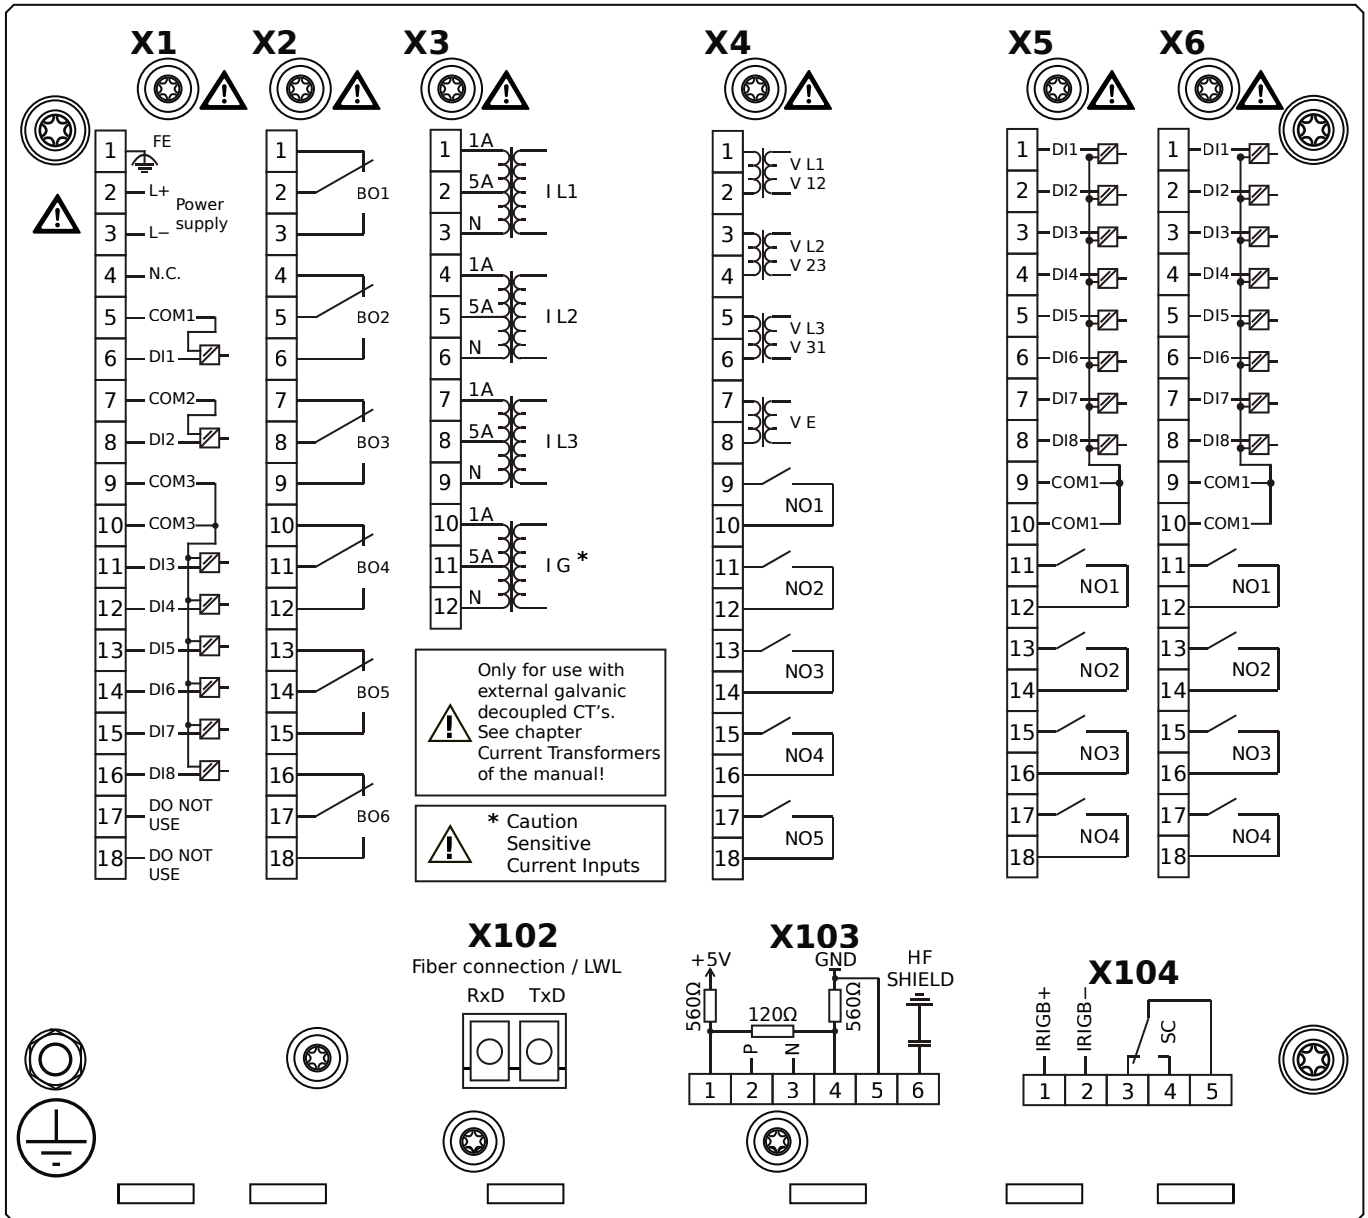 X1
X2
X3
X4
X5
X6
1 FE
2 L+
Power
supply
3 L−
4 N.C.
5 COM1
6 DI1
7 COM2
8 DI2
9 COM3
10 COM3
11 DI3
12 DI4
13 DI5
14 DI6
15 DI7
16 DI8
17 DO NOT
USE
18 DO NOT
USE
1
2 BO1
3
4
5 BO2
6
7
8 BO3
9
10
11 BO4
12
13
14 BO5
15
16
17 BO6
18
1 1A
2 5A I L1
3 N
4 1A
5 5A I L2
6 N
7 1A
8 5A I L3
9 N
10 1A
11 5A I G *
12 N
Only for use with
external galvanic
decoupled CT's.
See chapter
Current Transformers
of the manual!
* Caution
Sensitive
Current Inputs
1 V L1
2 V 12
3 V L2
4 V 23
5 V L3
6 V 31
7 V E
8
9 NO1
10
11 NO2
12
13 NO3
14
15 NO4
16
17 NO5
18
1 DI1
2 DI2
3 DI3
4 DI4
5 DI5
6 DI6
7 DI7
8 DI8
9 COM1
10 COM1
11 NO1
12
13 NO2
14
15 NO3
16
17 NO4
18
1 DI1
2 DI2
3 DI3
4 DI4
5 DI5
6 DI6
7 DI7
8 DI8
9 COM1
10 COM1
11 NO1
12
13 NO2
14
15 NO3
16
17 NO4
18
X102
Fiber connection / LWL
RxD TxD
X103
+5V GND HF
SHIELD
560Ω 120Ω 560Ω
P N
1 2 3 4 5 6
X104
IRIGB+ IRIGB− SC
1 2 3 4 5